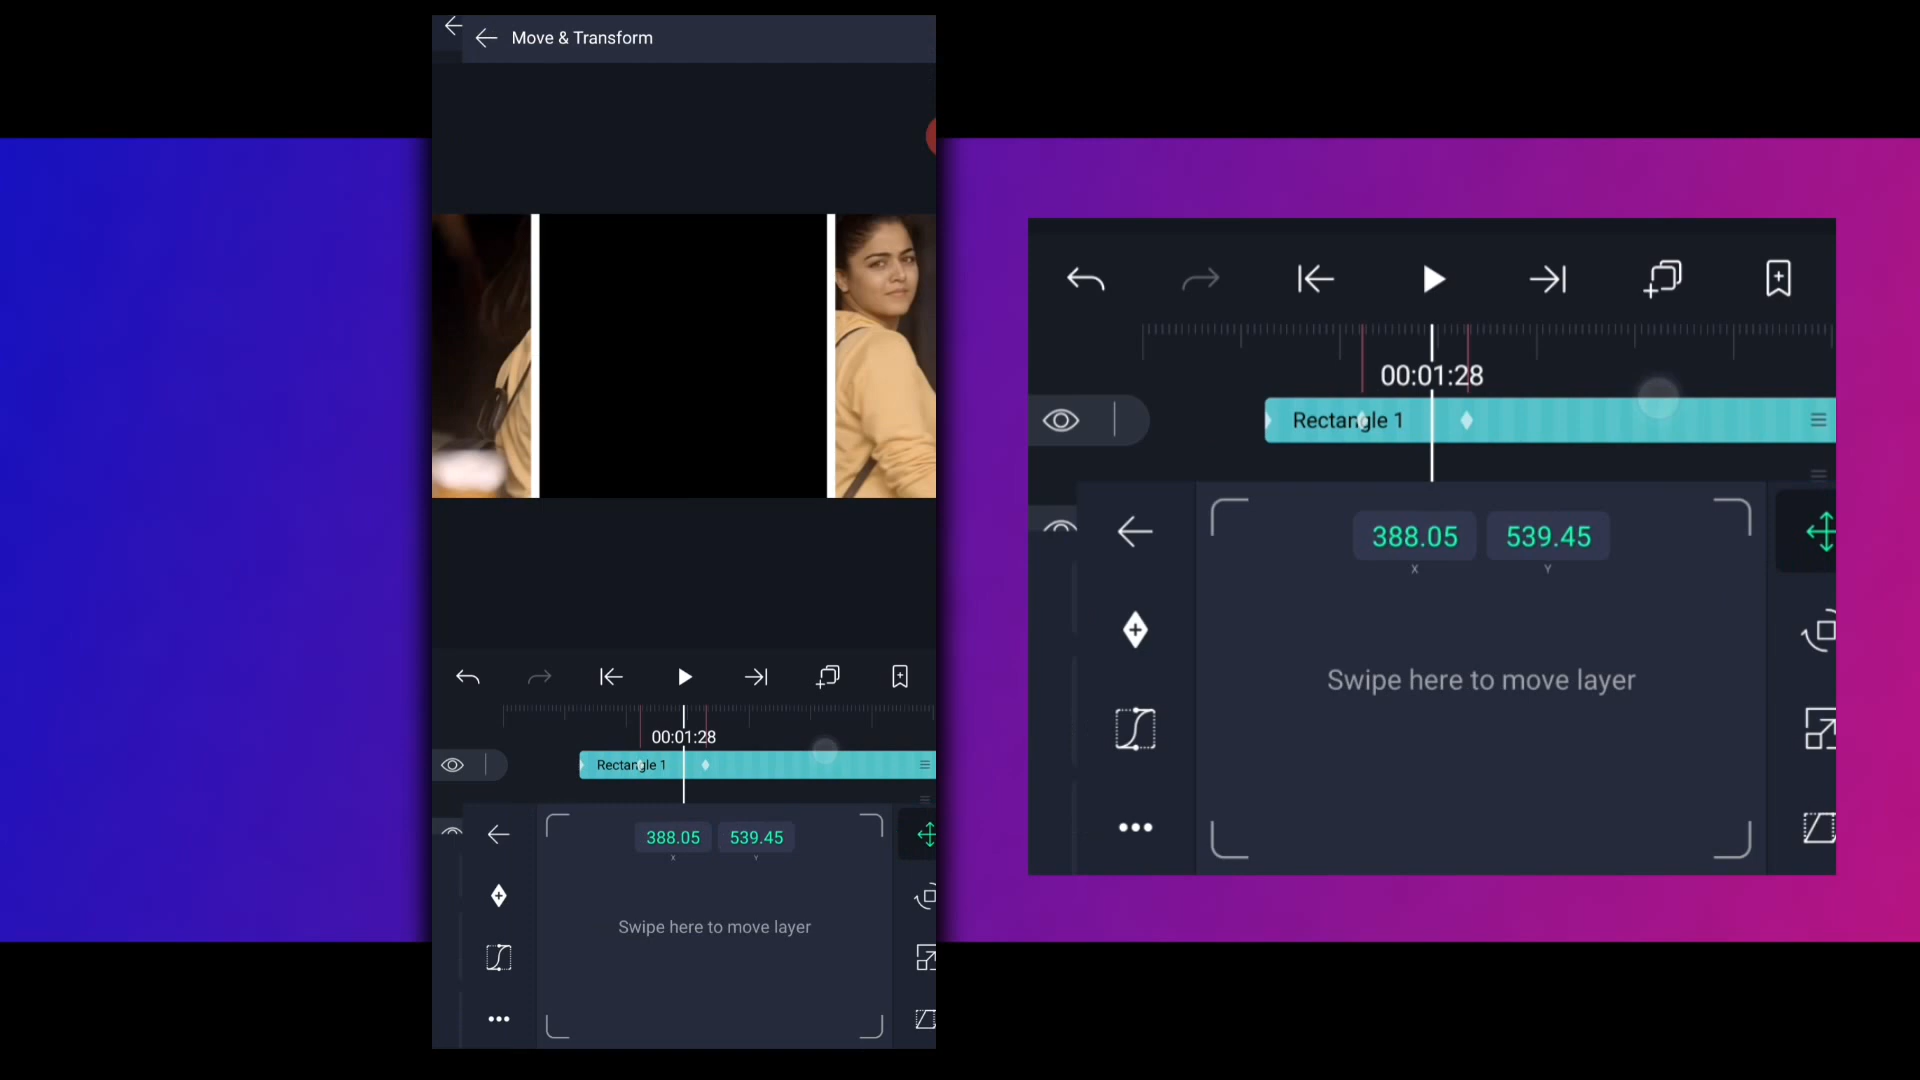 Move & Transform
00:01:28
Rectangle 1
388.05 539.45
X Y
Swipe here to move layer
00:01:28
Rectangle 1
388.05 539.45
X Y
Swipe here to move layer